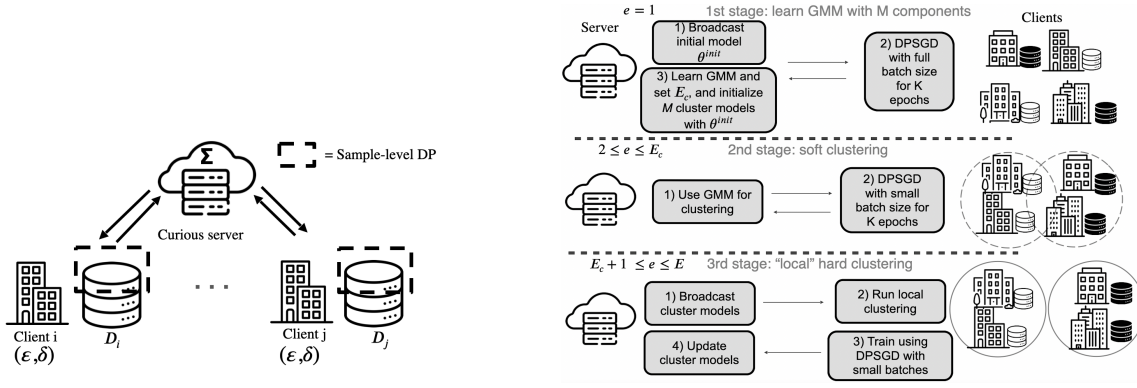 Σ
= Sample-level DP
Curious server
. . .
Client i
(ε,δ)
D_i
Client j
(ε,δ)
D_j
e = 1
1st stage: learn GMM with M components
Server
Clients
1) Broadcast
initial model
θ^{init}
2) DPSGD
with full
batch size
for K
epochs
3) Learn GMM and
set E_c, and initialize
M cluster models
with θ^{init}
2 ≤ e ≤ E_c
2nd stage: soft clustering
1) Use GMM for
clustering
2) DPSGD
with small
batch size for
K epochs
E_c + 1 ≤ e ≤ E
3rd stage: "local" hard clustering
1) Broadcast
cluster models
2) Run local
clustering
4) Update
cluster models
3) Train using
DPSGD with
small batches